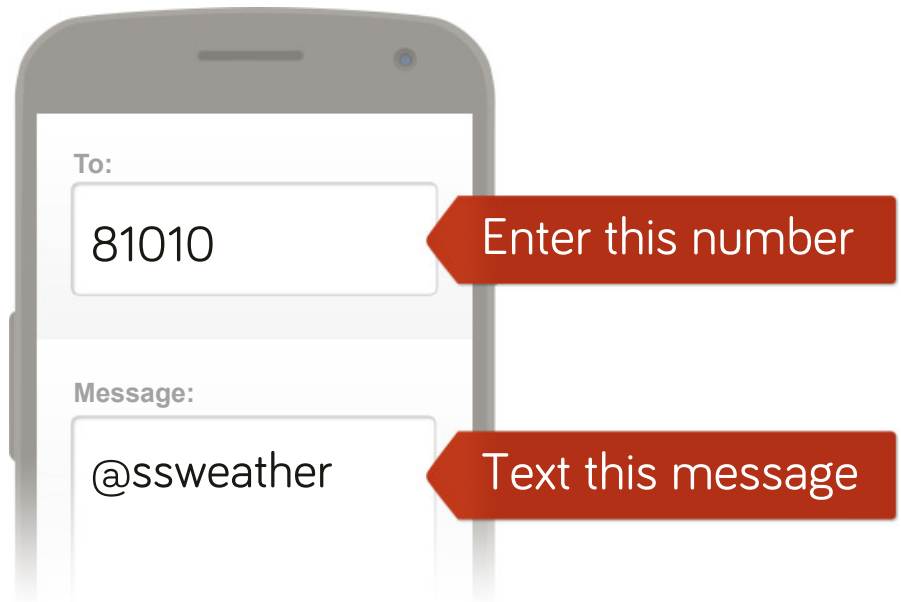 To:
81010
Enter this number
Message:
@ssweather
Text this message